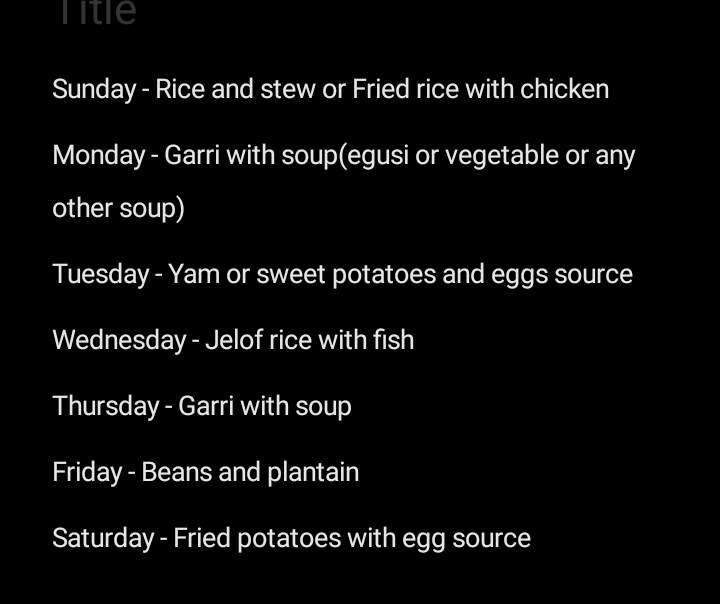 Title
Sunday - Rice and stew or Fried rice with chicken
Monday - Garri with soup(egusi or vegetable or any
other soup)
Tuesday - Yam or sweet potatoes and eggs source
Wednesday - Jelof rice with fish
Thursday - Garri with soup
Friday - Beans and plantain
Saturday - Fried potatoes with egg source